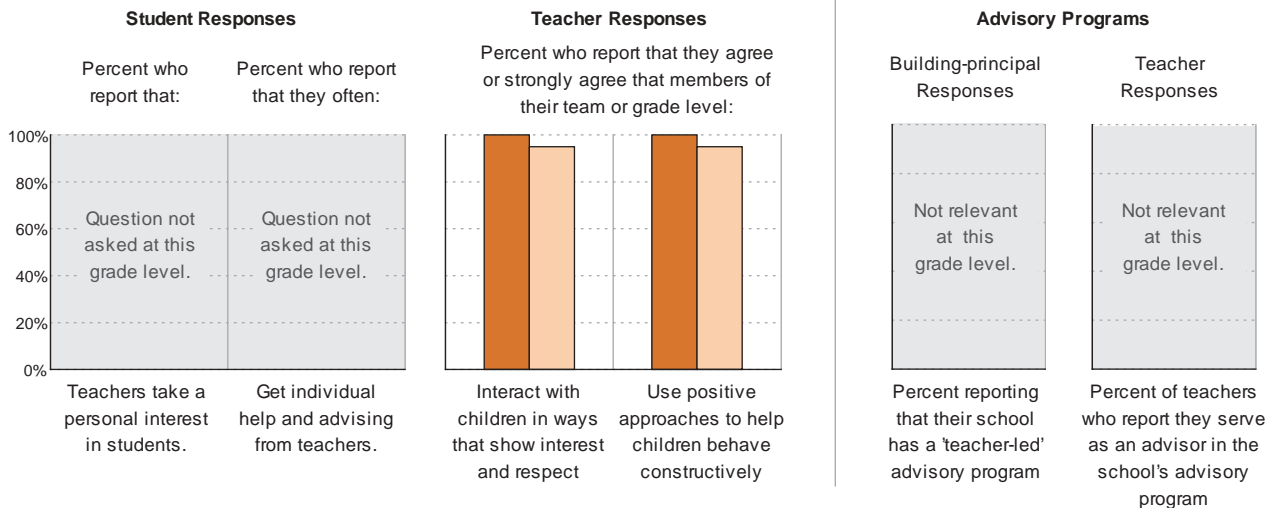 Student Responses
Percent who
report that:
Percent who report
that they often:
100%
80%
60%
40%
20%
0%
Question not
asked at this
grade level.
Question not
asked at this
grade level.
Teachers take a
personal interest
in students.
Get individual
help and advising
from teachers.
Teacher Responses
Percent who report that they agree
or strongly agree that members of
their team or grade level:
Interact with
children in ways
that show interest
and respect
Use positive
approaches to help
children behave
constructively
Advisory Programs
Building-principal
Responses
Not relevant
at this
grade level.
Percent reporting
that their school
has a 'teacher-led'
advisory program
Teacher
Responses
Not relevant
at this
grade level.
Percent of teachers
who report they serve
as an advisor in the
school's advisory
program